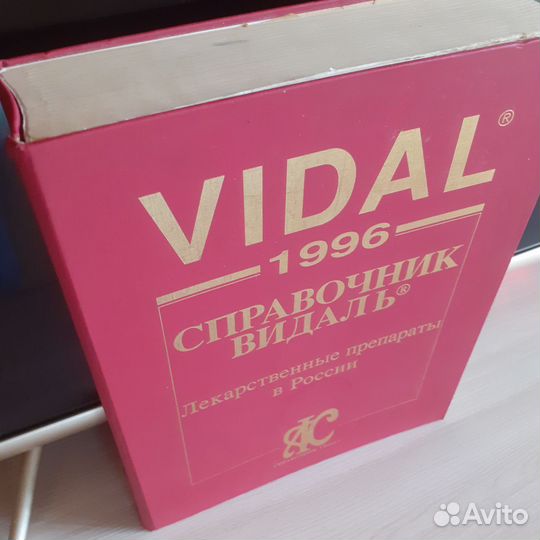 VIDAL®
1996
СПРАВОЧНИК
ВИДАЛЬ®
Лекарственные препараты
в России
Avito